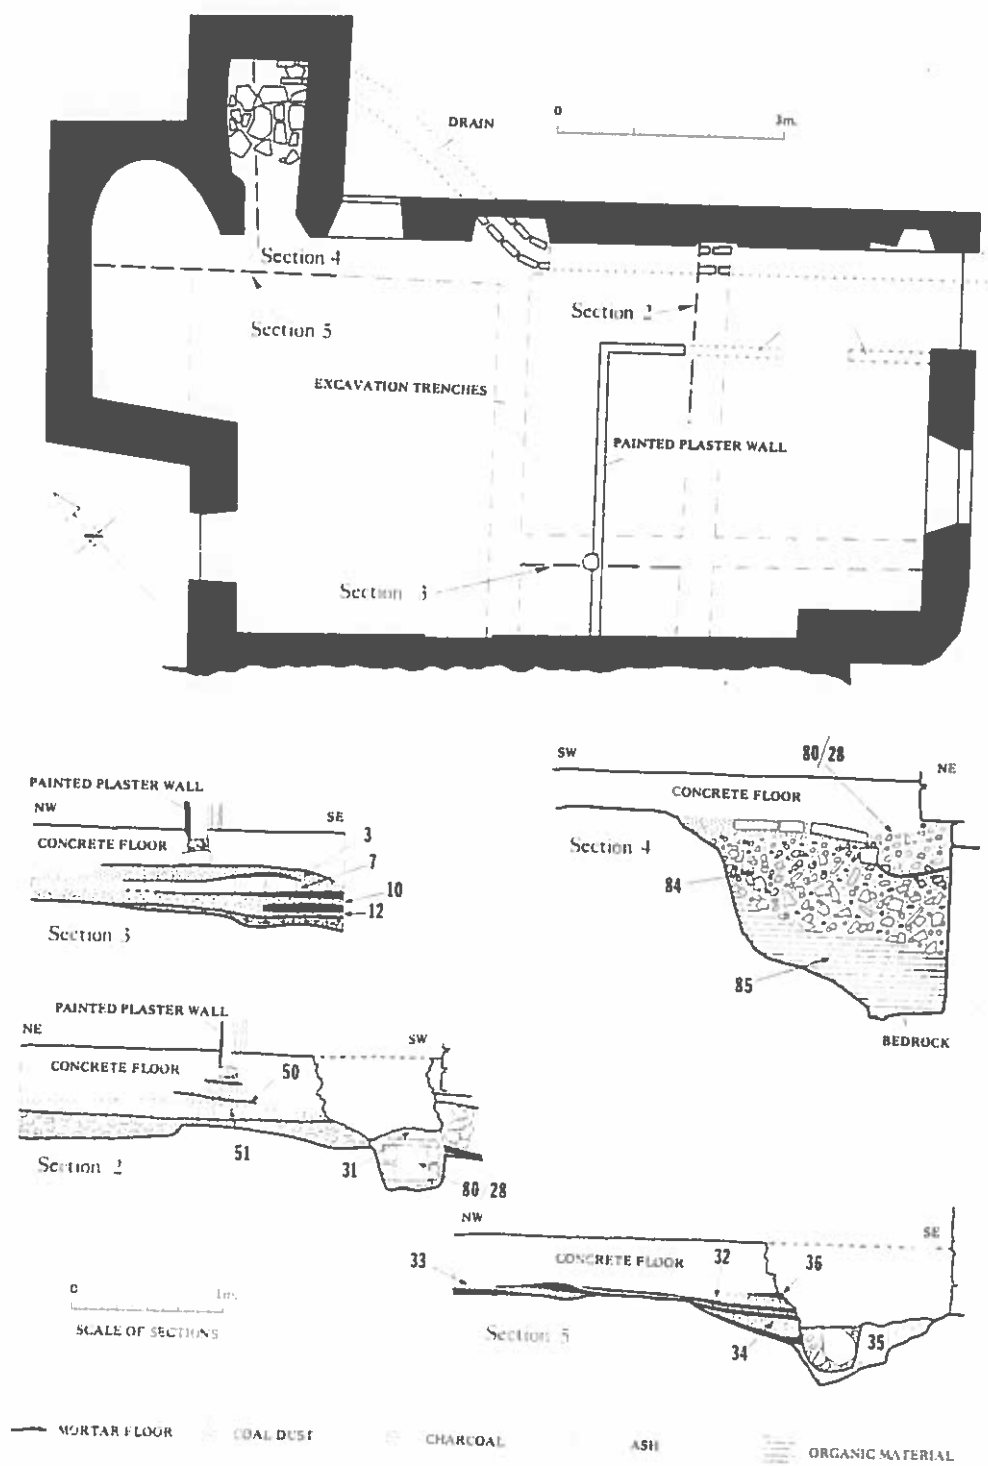 0 3m.
DRAIN
Section 4
Section 5
Section 2
EXCAVATION TRENCHES
PAINTED PLASTER WALL
Section 3
PAINTED PLASTER WALL
NW
SE
CONCRETE FLOOR
3
7
10
12
Section 3
SW
80/28
NE
CONCRETE FLOOR
Section 4
84
85
BEDROCK
PAINTED PLASTER WALL
NE
SW
CONCRETE FLOOR
50
51
31
Section 2
80 28
NW
SE
33
CONCRETE FLOOR
32
36
34
35
Section 5
0 1m.
SCALE OF SECTIONS
MORTAR FLOOR COAL DUST CHARCOAL ASH ORGANIC MATERIAL